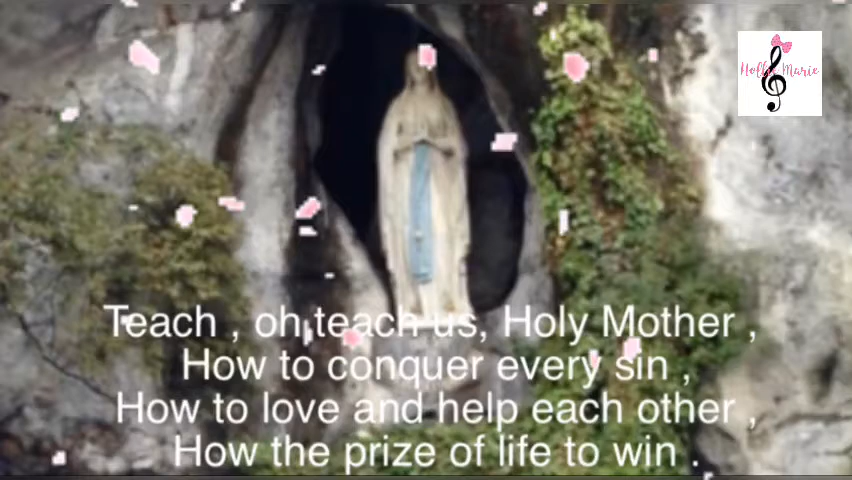 Hollie Marie
Teach , oh teach us, Holy Mother ,
How to conquer every sin ,
How to love and help each other ,
How the prize of life to win .